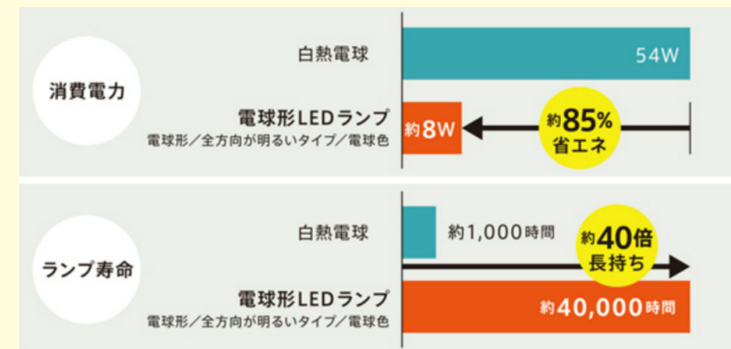 消費電力
白熱電球
54W
電球形LEDランプ
電球形/全方向が明るいタイプ/電球色
約8W
約85%
省エネ
ランプ寿命
白熱電球
約1,000時間
約40倍
長持ち
電球形LEDランプ
電球形/全方向が明るいタイプ/電球色
約40,000時間